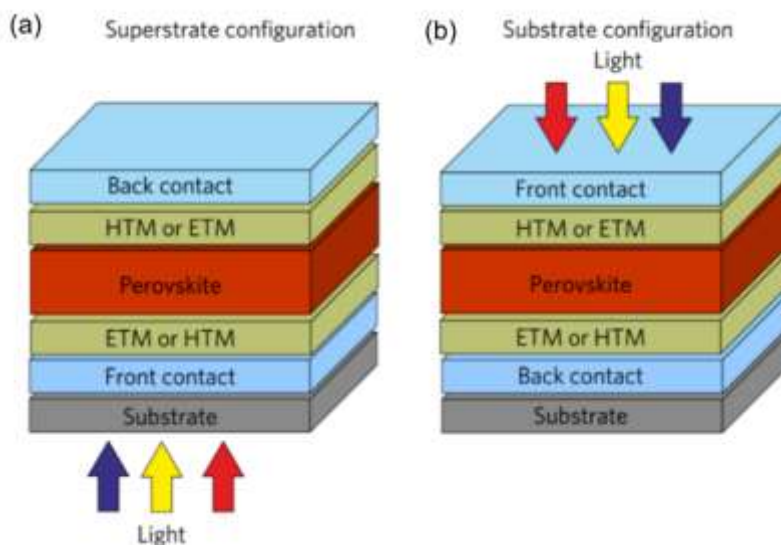 (a)
Superstrate configuration
Back contact
HTM or ETM
Perovskite
ETM or HTM
Front contact
Substrate
Light
(b)
Substrate configuration
Light
Front contact
HTM or ETM
Perovskite
ETM or HTM
Back contact
Substrate